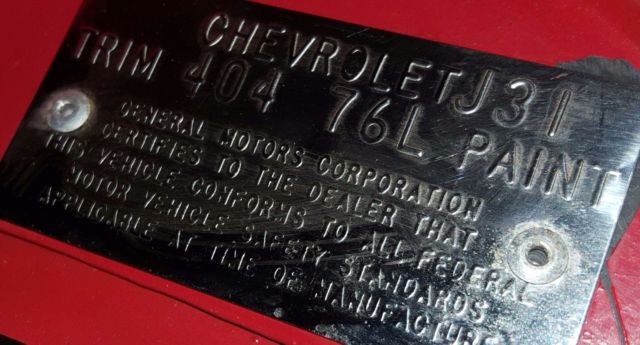 CHEVROLET J31
TRIM 404 76L PAINT
GENERAL MOTORS CORPORATION
CERTIFIES TO THE DEALER THAT
THIS VEHICLE CONFORMS TO ALL FEDERAL
MOTOR VEHICLE SAFETY STANDARDS
APPLICABLE AT TIME OF MANUFACTURE